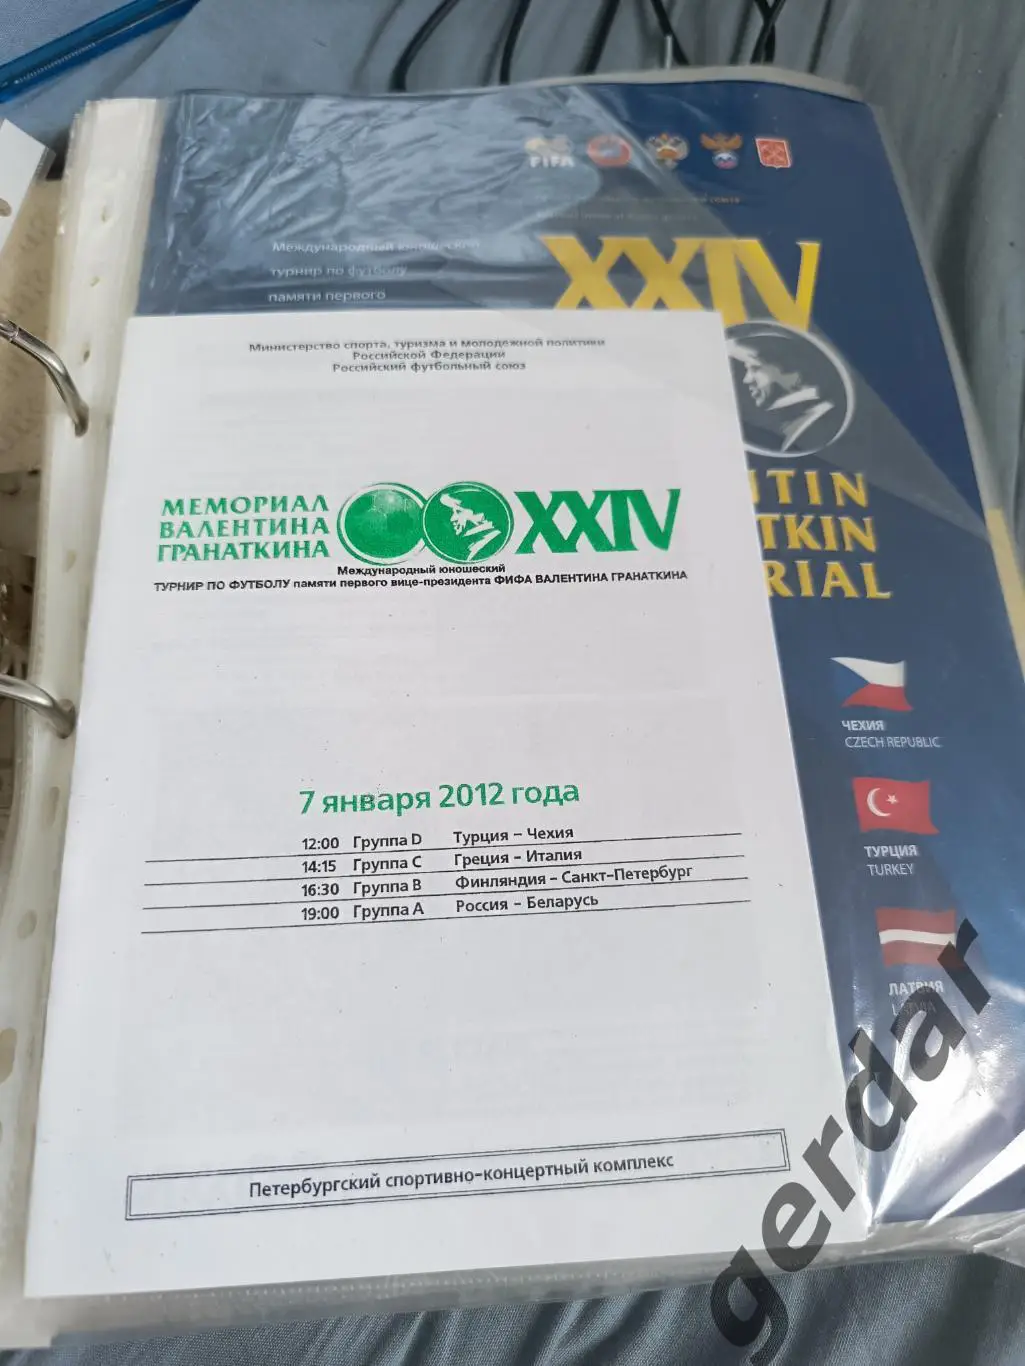 FIFA
Международный юношеский
турнир по футболу
памяти первого
XXIV
TIN
TKIN
RIAL
ЧЕХИЯ
CZECH REPUBLIC
ТУРЦИЯ
TURKEY
ЛАТВИЯ
LATVIA
Министерство спорта, туризма и молодежной политики
Российской Федерации
Российский футбольный союз
МЕМОРИАЛ
ВАЛЕНТИНА
ГРАНАТКИНА
XXIV
Международный юношеский
ТУРНИР ПО ФУТБОЛУ памяти первого вице-президента ФИФА ВАЛЕНТИНА ГРАНАТКИНА
7 января 2012 года
12:00 Группа D Турция – Чехия
14:15 Группа C Греция – Италия
16:30 Группа B Финляндия – Санкт-Петербург
19:00 Группа A Россия – Беларусь
Петербургский спортивно-концертный комплекс
gerdar